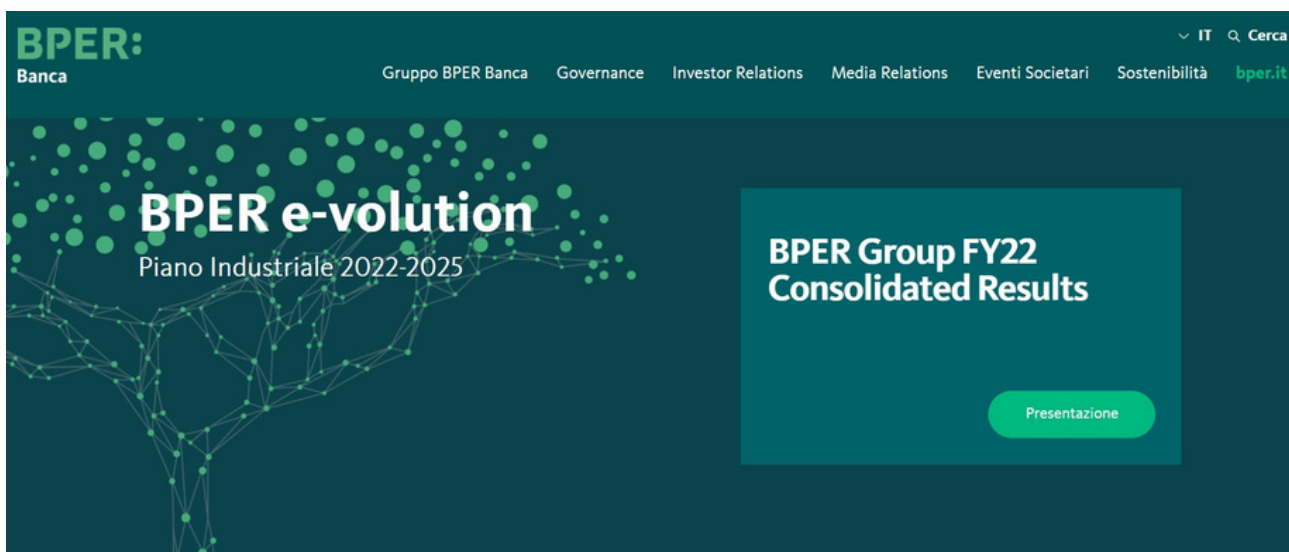 BPER:
Banca
IT Cerca
Gruppo BPER Banca Governance Investor Relations Media Relations Eventi Societari Sostenibilità bper.it
BPER e-volution
Piano Industriale 2022-2025
BPER Group FY22
Consolidated Results
Presentazione